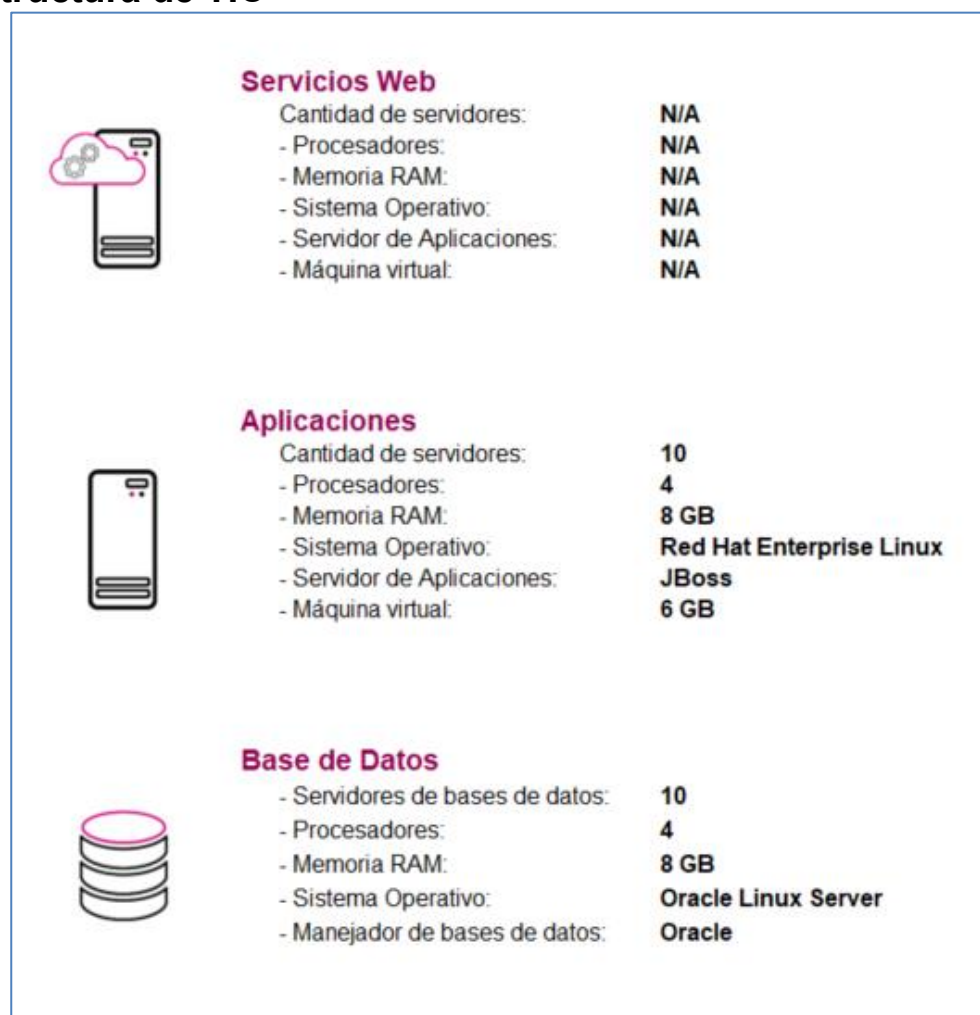 de TIC
Servicios Web
Cantidad de servidores: N/A
- Procesadores: N/A
- Memoria RAM: N/A
- Sistema Operativo: N/A
- Servidor de Aplicaciones: N/A
- Máquina virtual: N/A
Aplicaciones
Cantidad de servidores: 10
- Procesadores: 4
- Memoria RAM: 8 GB
- Sistema Operativo: Red Hat Enterprise Linux
- Servidor de Aplicaciones: JBoss
- Máquina virtual: 6 GB
Base de Datos
- Servidores de bases de datos: 10
- Procesadores: 4
- Memoria RAM: 8 GB
- Sistema Operativo: Oracle Linux Server
- Manejador de bases de datos: Oracle